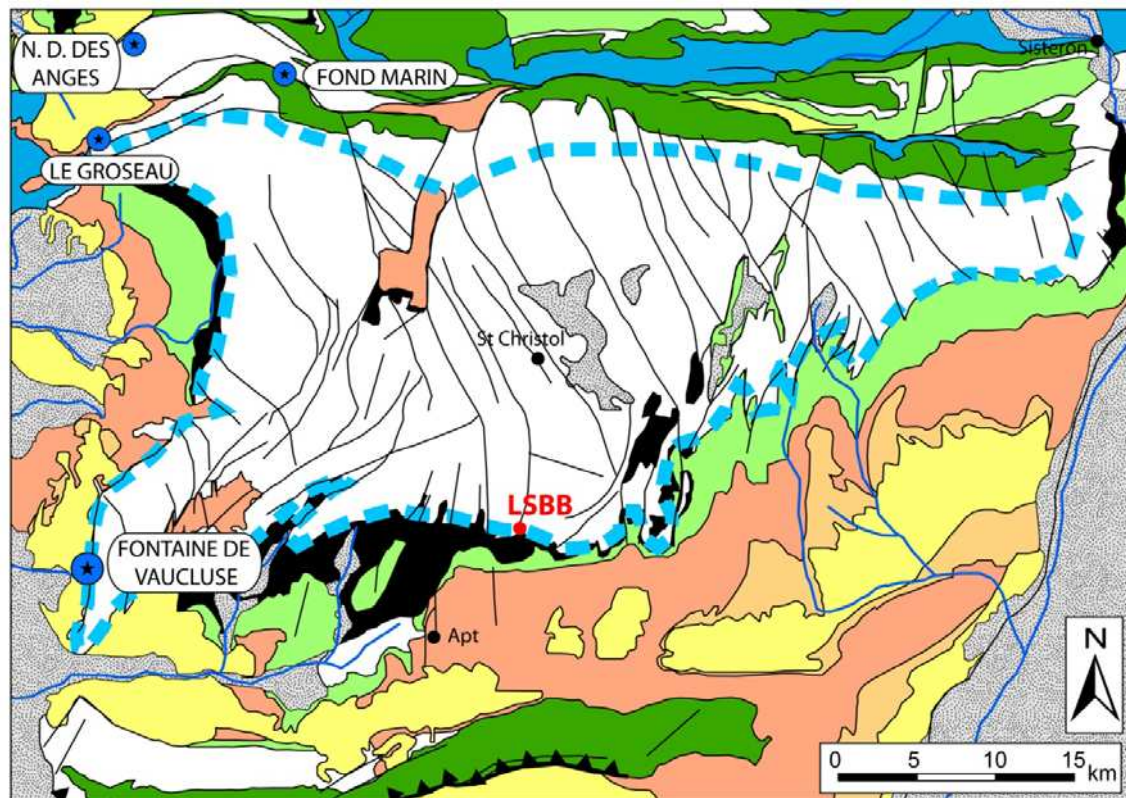 N. D. DES
ANGES
FOND MARIN
Sisteron
LE GROSEAU
St Christol
LSBB
FONTAINE DE
VAUCLUSE
Apt
N
0 5 10 15
km